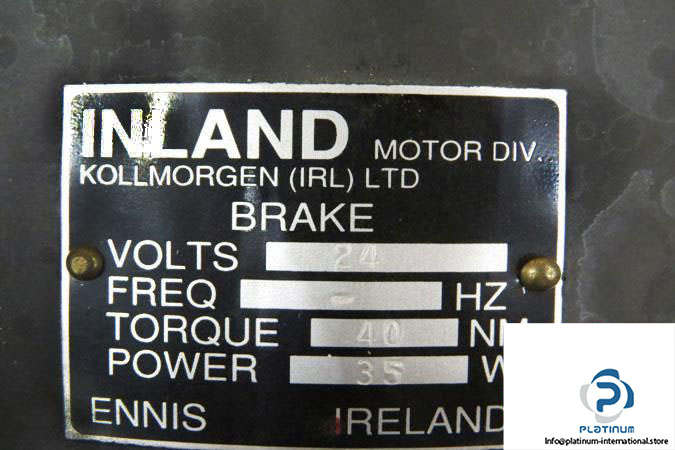 INLAND MOTOR DIV.
KOLLMORGEN (IRL) LTD
BRAKE
VOLTS 24
FREQ - HZ
TORQUE 40 NM
POWER 35 W
ENNIS IRELAND
PLATINUM
Info@platinum-international.store